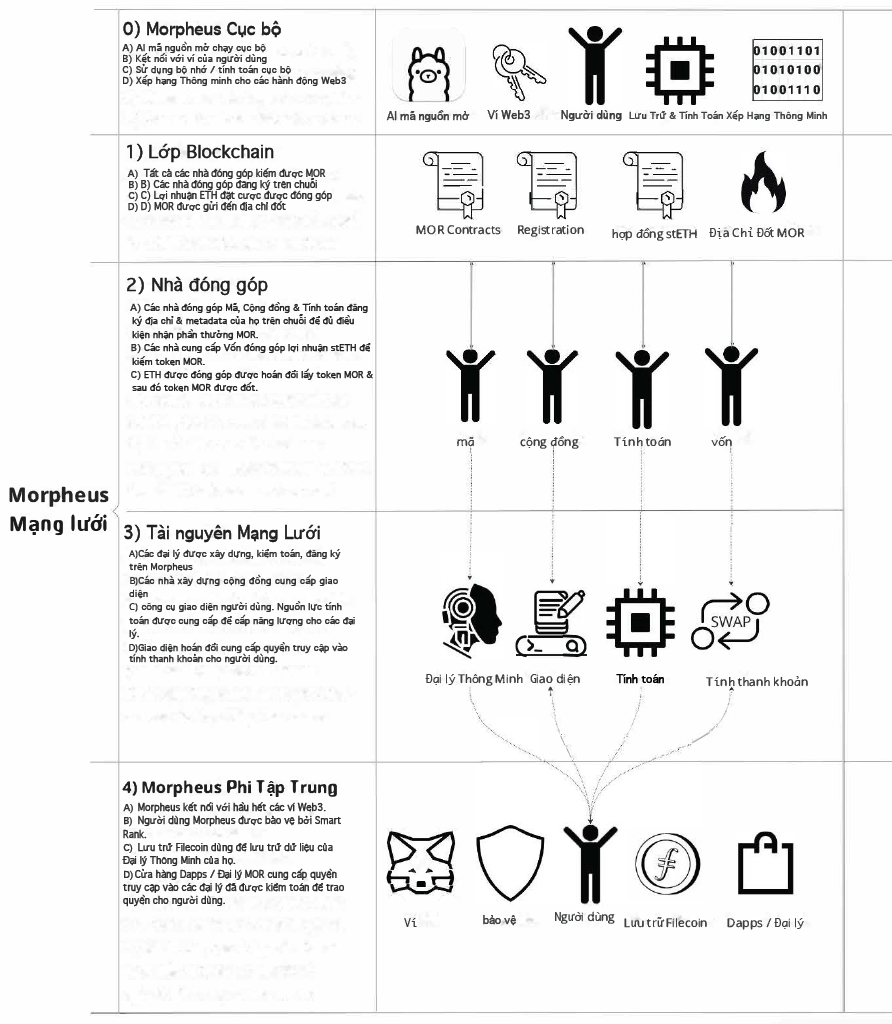 0) Morpheus Cục bộ
A) AI mã nguồn mở chạy cục bộ
B) Kết nối với ví của người dùng
C) Sử dụng bộ nhớ / tính toán cục bộ
D) Xếp hạng Thông minh cho các hành động Web3
01001101
01010100
01001110
AI mã nguồn mở
Ví Web3
Người dùng
Lưu Trữ & Tính Toán
Xếp Hạng Thông Minh
1) Lớp Blockchain
A) Tất cả các nhà đóng góp kiếm được MOR
B) B) Các nhà đóng góp đăng ký trên chuỗi
C) C) Lợi nhuận ETH đặt cược được đóng góp
D) D) MOR được gửi đến địa chỉ đốt
MOR Contracts
Registration
hợp đồng stETH
Địa Chỉ Đốt MOR
2) Nhà đóng góp
A) Các nhà đóng góp Mã, Cộng đồng & Tính toán đăng
ký địa chỉ & metadata của họ trên chuỗi để đủ điều
kiện nhận phần thưởng MOR.
B) Các nhà cung cấp Vốn đóng góp lợi nhuận stETH để
kiếm token MOR.
C) ETH được đóng góp được hoán đổi lấy token MOR &
sau đó token MOR được đốt.
mã
cộng đồng
Tính toán
vốn
Morpheus
Mạng lưới
3) Tài nguyên Mạng Lưới
A)Các đại lý được xây dựng, kiểm toán, đăng ký
trên Morpheus
B)Các nhà xây dựng cộng đồng cung cấp giao
diện
C) công cụ giao diện người dùng. Nguồn lực tính
toán được cung cấp để cấp năng lượng cho các đại
lý.
D)Giao diện hoán đổi cung cấp quyền truy cập vào
tính thanh khoản cho người dùng.
SWAP
Đại lý Thông Minh
Giao diện
Tính toán
Tính thanh khoản
4) Morpheus Phi Tập Trung
A) Morpheus kết nối với hầu hết các ví Web3.
B) Người dùng Morpheus được bảo vệ bởi Smart
Rank.
C) Lưu trữ Filecoin dùng để lưu trữ dữ liệu của
Đại lý Thông Minh của họ.
D)Cửa hàng Dapps / Đại lý MOR cung cấp quyền
truy cập vào các đại lý đã được kiểm toán để trao
quyền cho người dùng.
Ví
bảo vệ
Người dùng
Lưu trữ Filecoin
Dapps / Đại lý